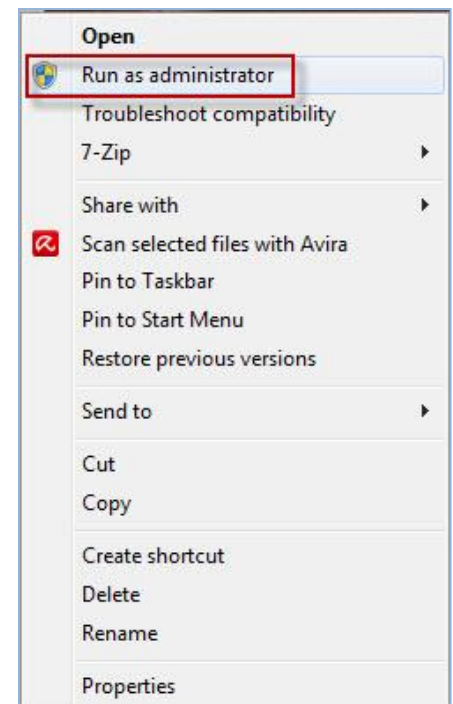 Open
Run as administrator
Troubleshoot compatibility
7-Zip
Share with
Scan selected files with Avira
Pin to Taskbar
Pin to Start Menu
Restore previous versions
Send to
Cut
Copy
Create shortcut
Delete
Rename
Properties